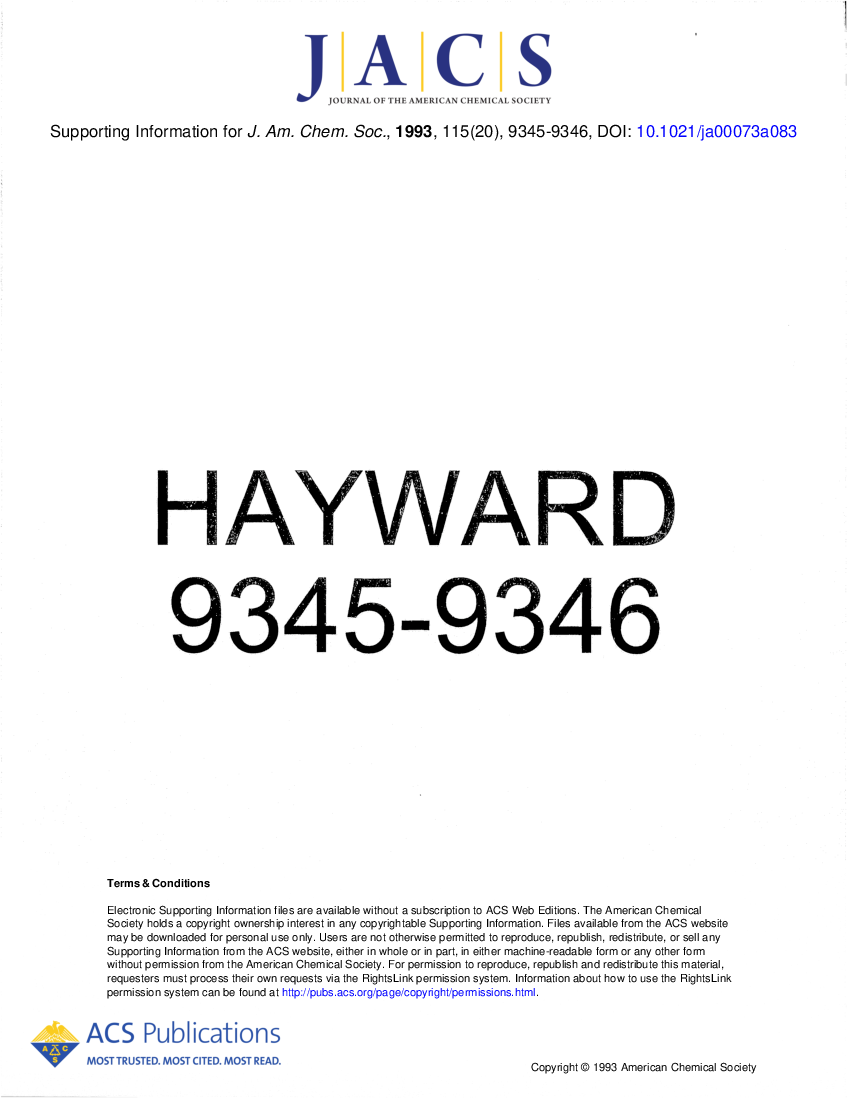 J|A|C|S
JOURNAL OF THE AMERICAN CHEMICAL SOCIETY
Supporting Information for J. Am. Chem. Soc., 1993, 115(20), 9345-9346, DOI: 10.1021/ja00073a083
HAYWARD
9345-9346
Terms & Conditions
Electronic Supporting Information files are available without a subscription to ACS Web Editions. The American Chemical
Society holds a copyright ownership interest in any copyrightable Supporting Information. Files available from the ACS website
may be downloaded for personal use only. Users are not otherwise permitted to reproduce, republish, redistribute, or sell any
Supporting Information from the ACS website, either in whole or in part, in either machine-readable form or any other form
without permission from the American Chemical Society. For permission to reproduce, republish and redistribute this material,
requesters must process their own requests via the RightsLink permission system. Information about how to use the RightsLink
permission system can be found at http://pubs.acs.org/page/copyright/permissions.html.
ACS Publications
MOST TRUSTED. MOST CITED. MOST READ.
A C S
Copyright © 1993 American Chemical Society